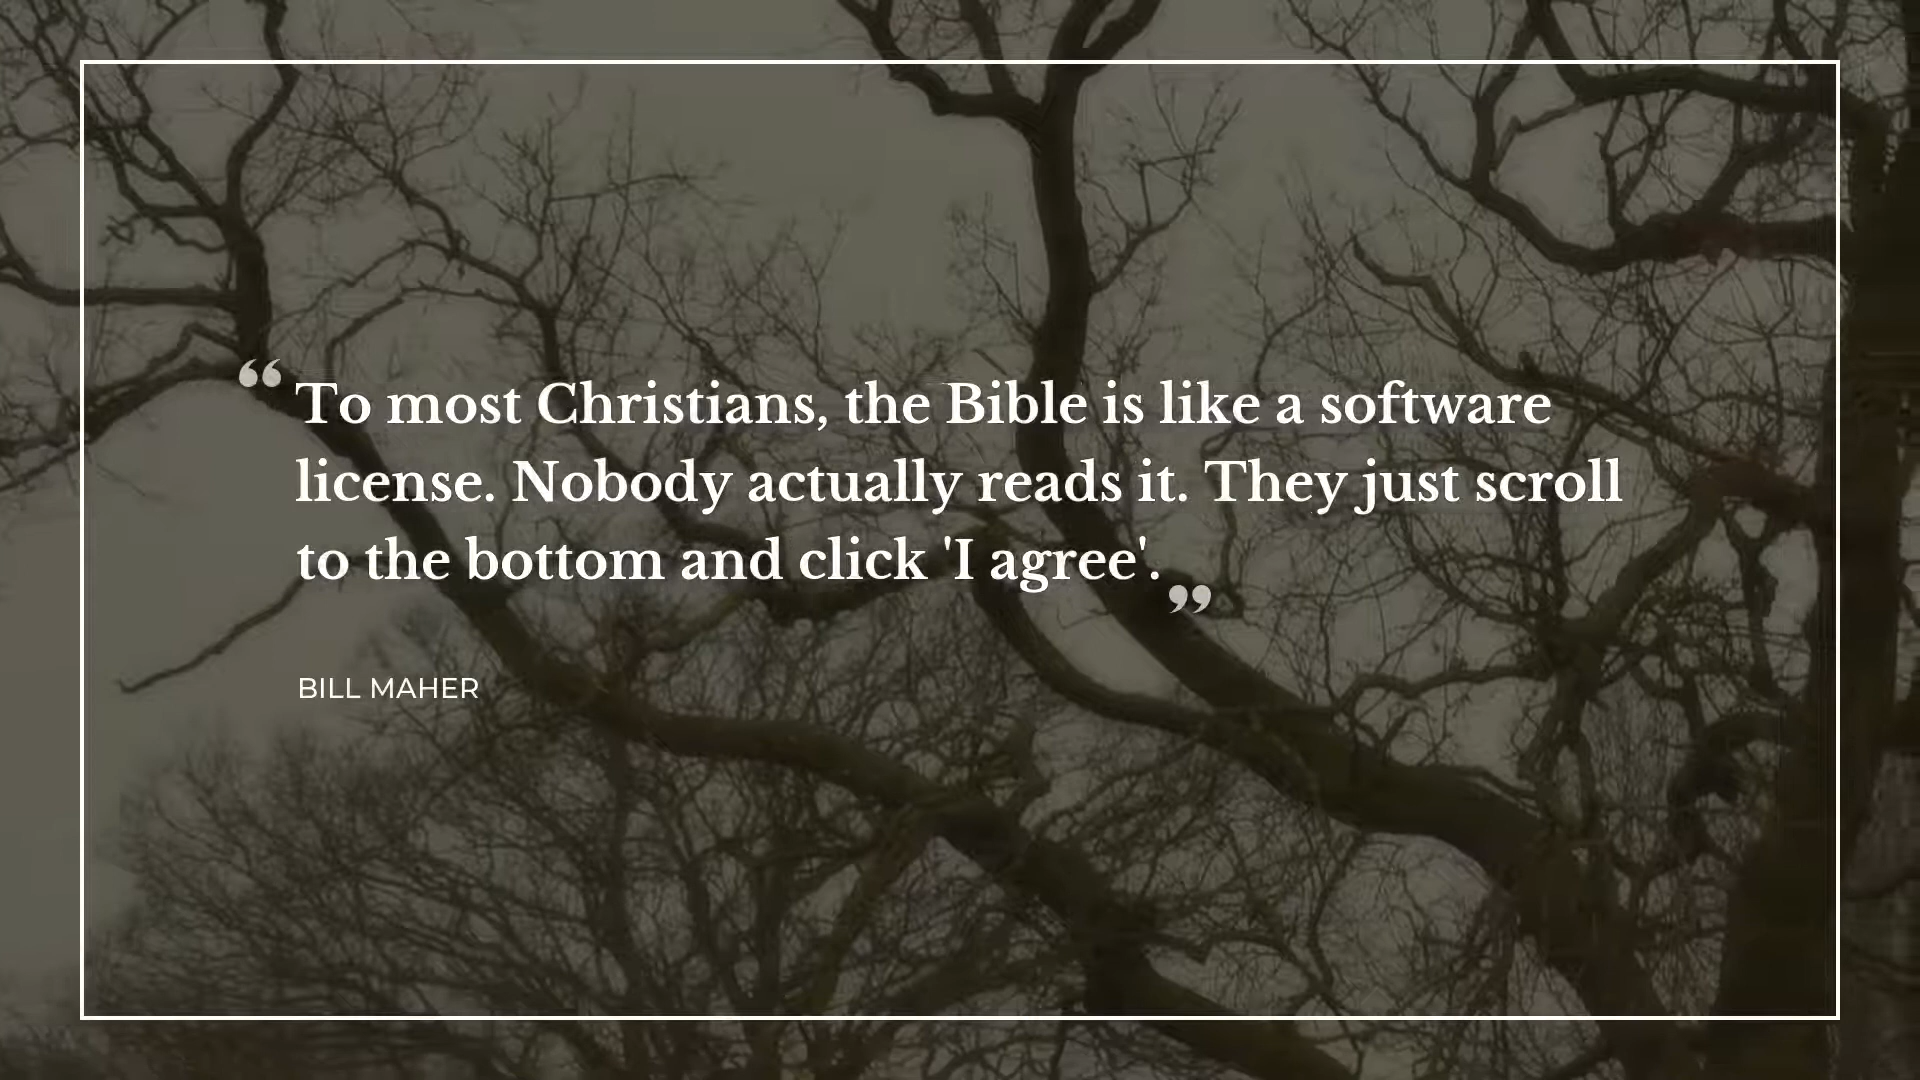 “To most Christians, the Bible is like a software
license. Nobody actually reads it. They just scroll
to the bottom and click 'I agree'.”
BILL MAHER